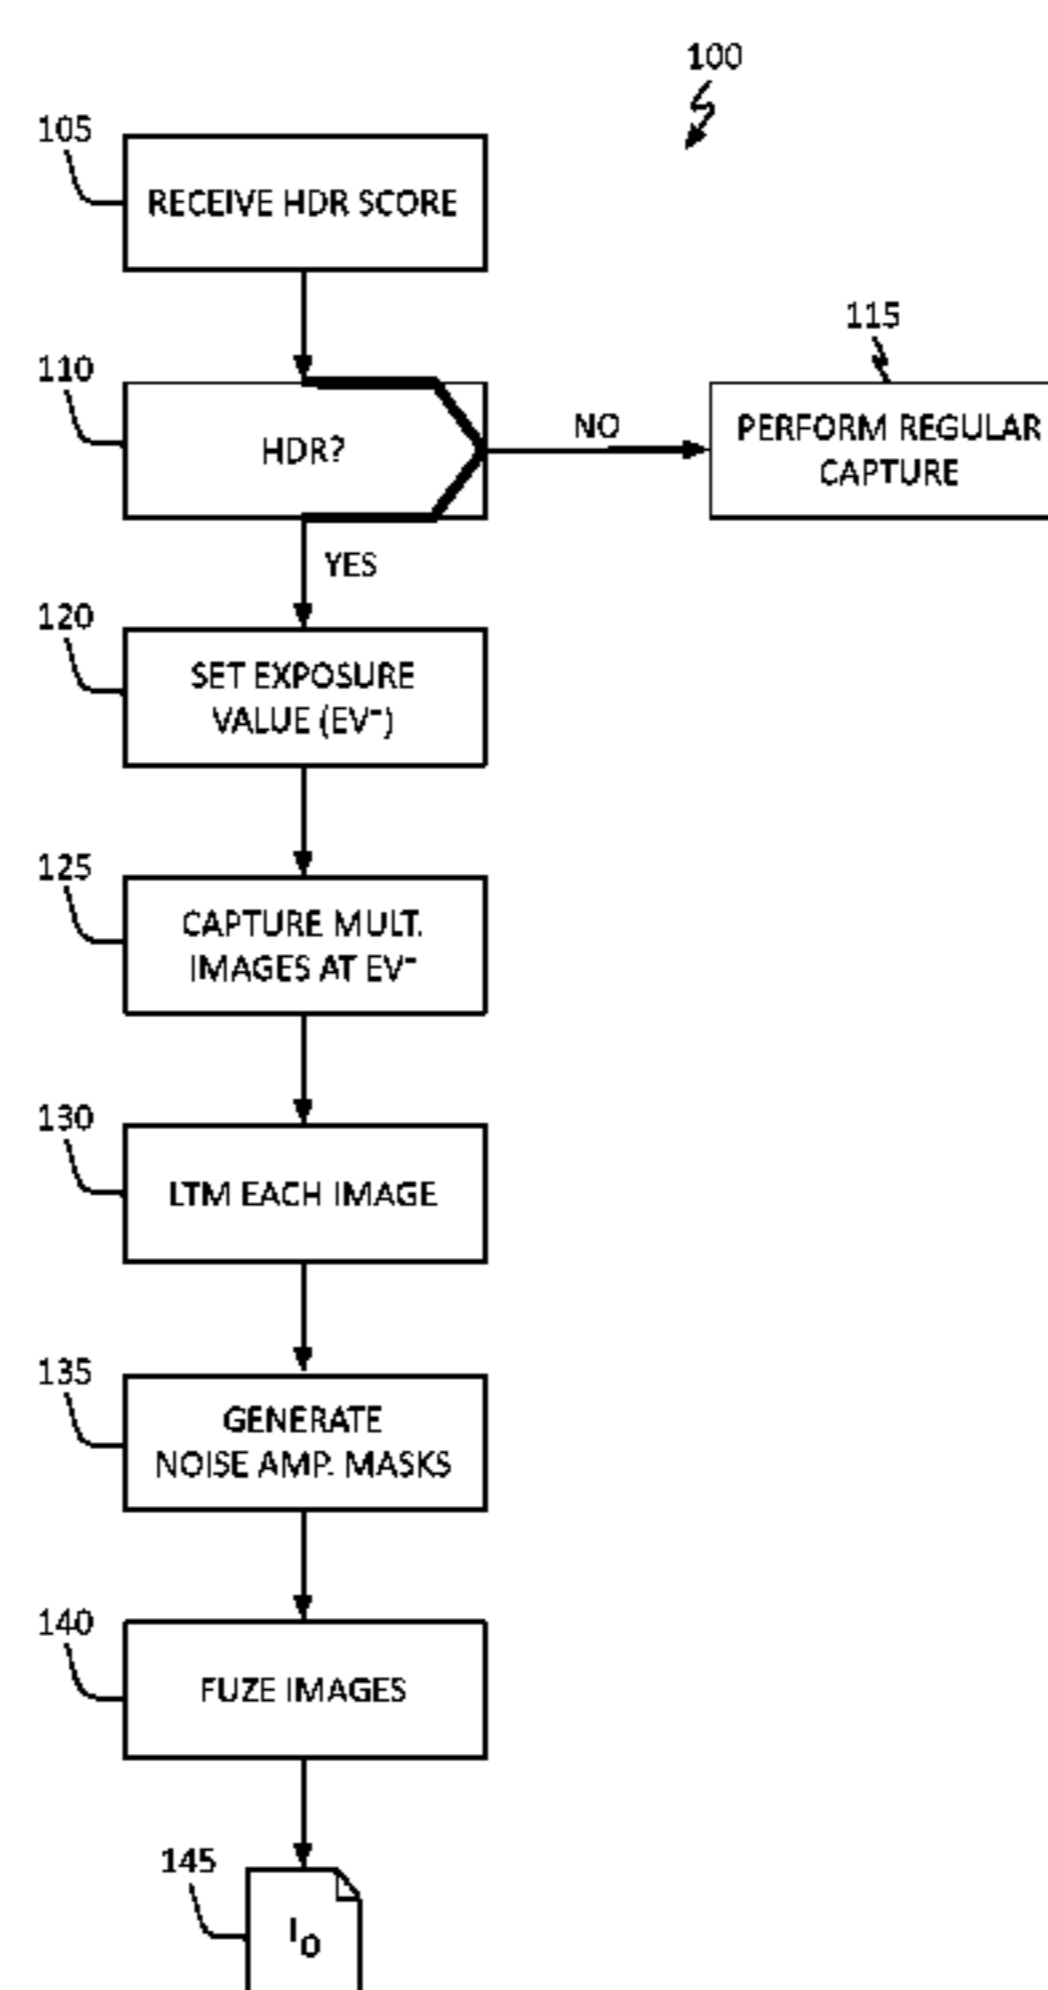 100
105
RECEIVE HDR SCORE
110
HDR?
NO
115
PERFORM REGULAR
CAPTURE
YES
120
SET EXPOSURE
VALUE (EV⁻)
125
CAPTURE MULT.
IMAGES AT EV⁻
130
LTM EACH IMAGE
135
GENERATE
NOISE AMP. MASKS
140
FUZE IMAGES
145
I₀